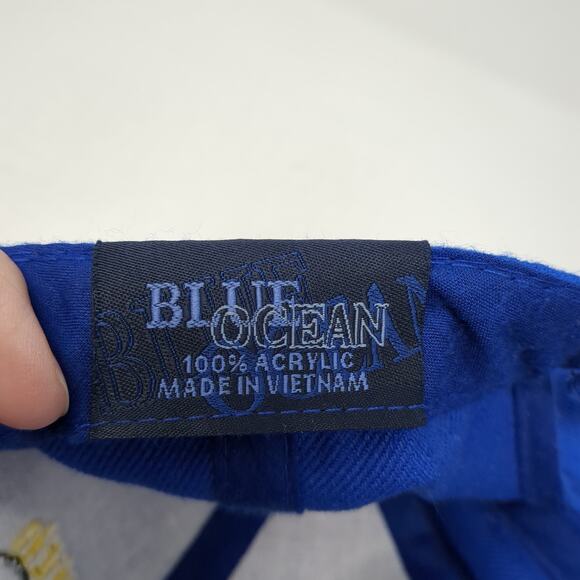 BLUE
OCEAN
100% ACRYLIC
MADE IN VIETNAM